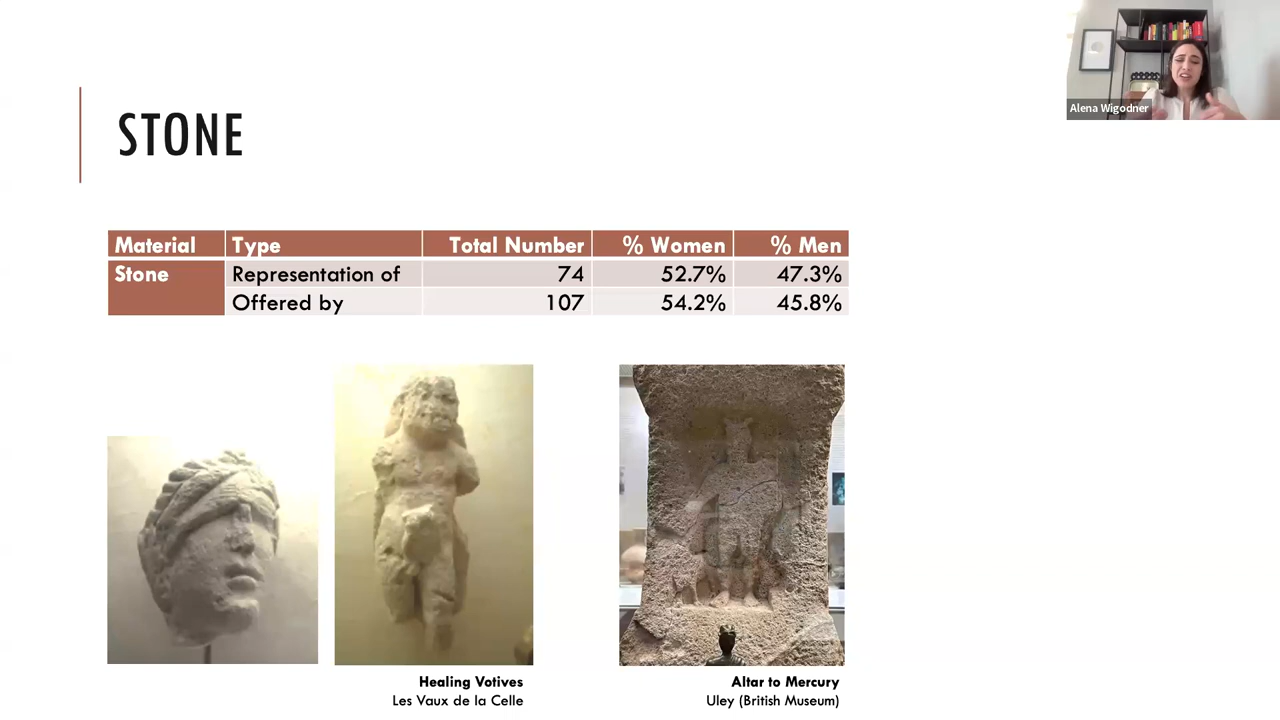 Alena Wigodner
STONE
Material Type Total Number % Women % Men
Stone Representation of 74 52.7% 47.3%
Offered by 107 54.2% 45.8%
Healing Votives
Les Vaux de la Celle
Altar to Mercury
Uley (British Museum)